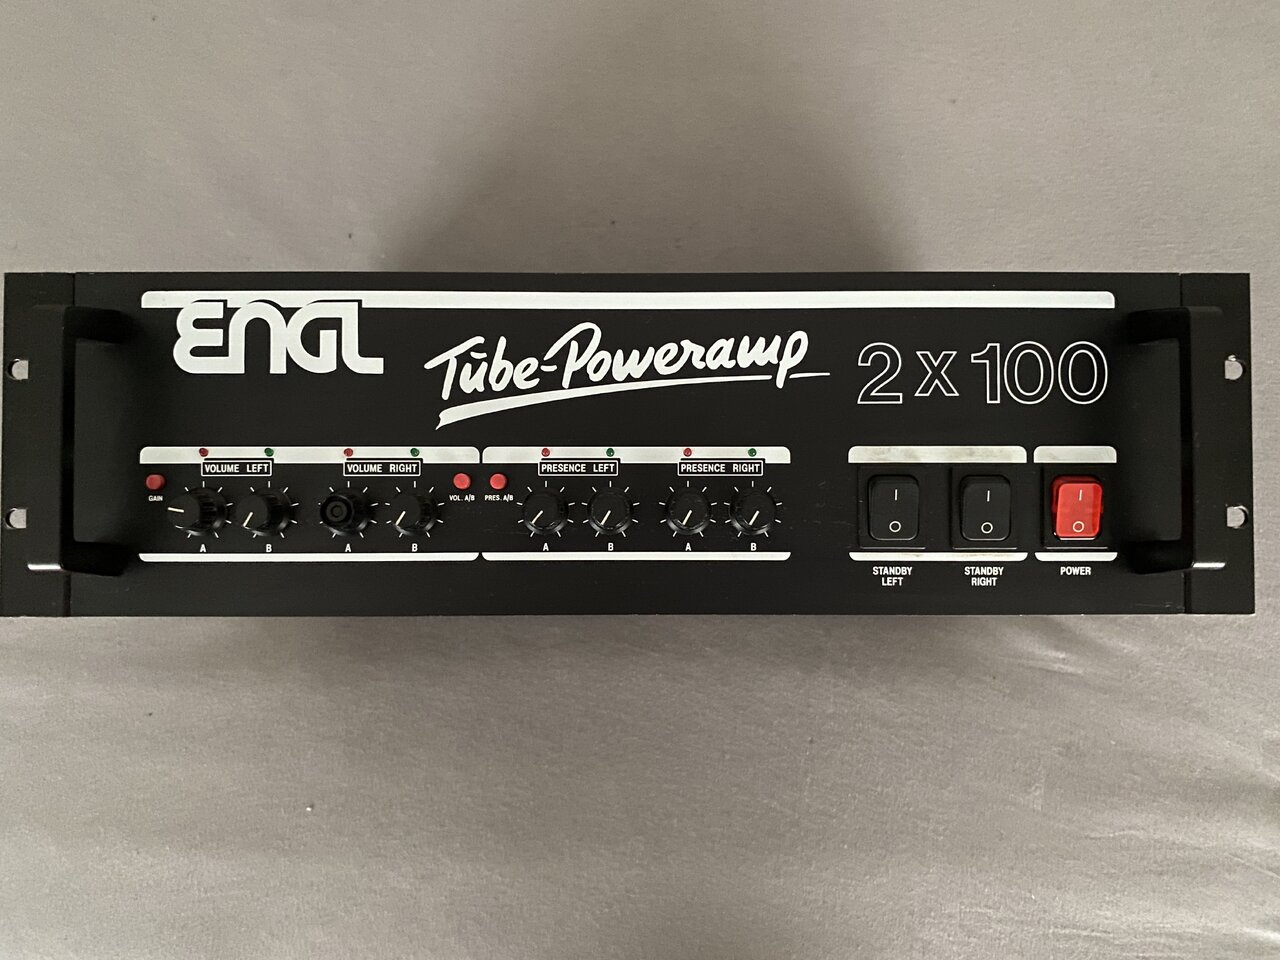 ENGL
Tube-Poweramp
2 x 100
VOLUME LEFT
VOLUME RIGHT
PRESENCE LEFT
PRESENCE RIGHT
GAIN
VOL. A/B
PRES. A/B
A B A B A B A B
I I I
O O O
STANDBY LEFT
STANDBY RIGHT
POWER